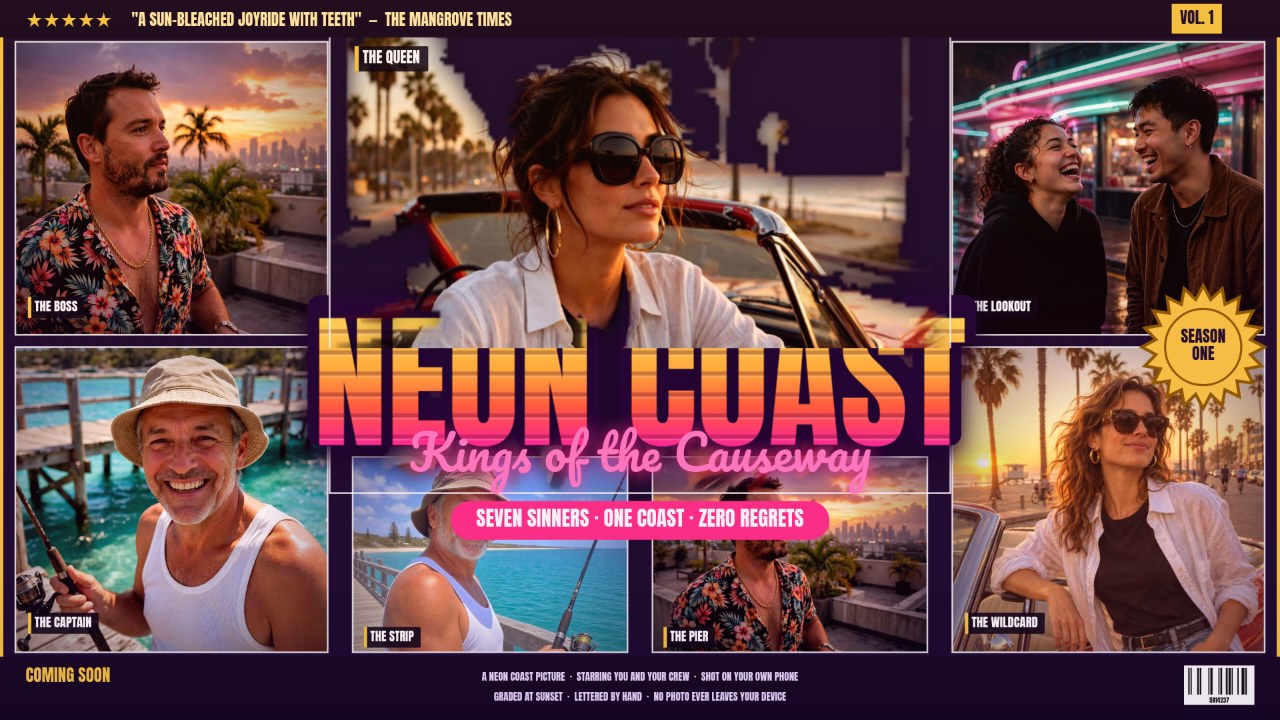 ★★★★★ "A SUN-BLEACHED JOYRIDE WITH TEETH" – THE MANGROVE TIMES
VOL. 1
THE QUEEN
THE BOSS
THE LOOKOUT
SEASON
ONE
NEON COAST
Kings of the Causeway
SEVEN SINNERS · ONE COAST · ZERO REGRETS
THE CAPTAIN
THE STRIP
THE PIER
THE WILDCARD
COMING SOON
A NEON COAST PICTURE · STARRING YOU AND YOUR CREW · SHOT ON YOUR OWN PHONE
GRADED AT SUNSET · LETTERED BY HAND · NO PHOTO EVER LEAVES YOUR DEVICE